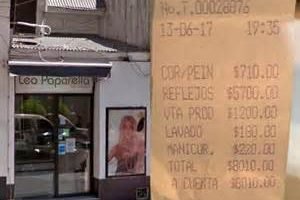 Leo Paparella
No.T.00028076
13-06-17 19:35
COR/PEIN $710.00
REFLEJOS $5700.00
VTA PROD $1200.00
LAVADO $180.00
MANICUR. $220.00
TOTAL $8010.00
A CUENTA $8010.00